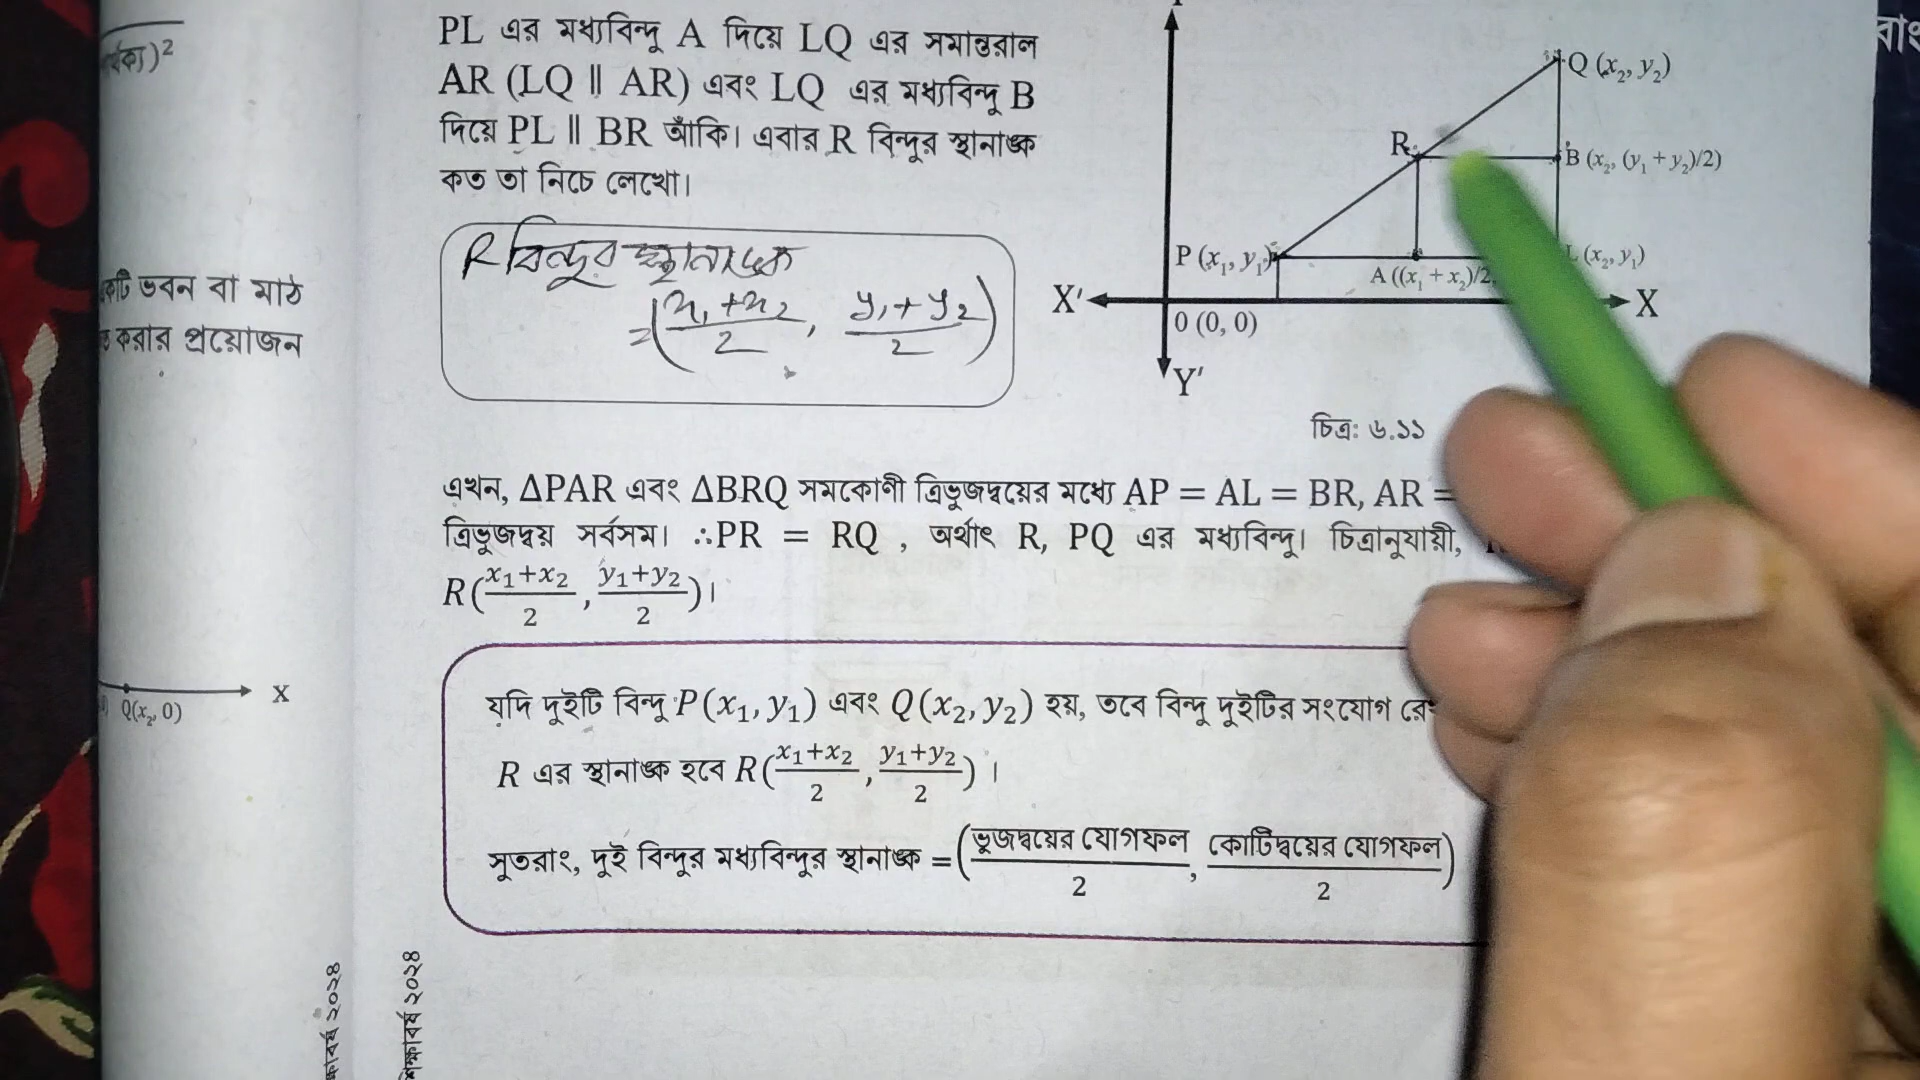 PL এর মধ্যবিন্দু A দিয়ে LQ এর সমান্তরাল
AR (LQ || AR) এবং LQ এর মধ্যবিন্দু B
দিয়ে PL || BR আঁকি। এবার R বিন্দুর স্থানাঙ্ক
কত তা নিচে লেখো।
R বিন্দুর স্থানাঙ্ক
= (x₁+x₂/2, y₁+y₂/2)
Q (x₂, y₂)
R
B (x₂, (y₁ + y₂)/2)
P (x₁, y₁)
L (x₂, y₁)
A ((x₁ + x₂)/2,
X'
X
0 (0, 0)
Y'
চিত্র: ৬.১১
এখন, ΔPAR এবং ΔBRQ সমকোণী ত্রিভুজদ্বয়ের মধ্যে AP = AL = BR, AR =
ত্রিভুজদ্বয় সর্বসম। ∴PR = RQ , অর্থাৎ R, PQ এর মধ্যবিন্দু। চিত্রানুযায়ী,
R(x₁+x₂/2, y₁+y₂/2)।
যদি দুইটি বিন্দু P(x₁, y₁) এবং Q(x₂, y₂) হয়, তবে বিন্দু দুইটির সংযোগ
R এর স্থানাঙ্ক হবে R(x₁+x₂/2, y₁+y₂/2) ।
সুতরাং, দুই বিন্দুর মধ্যবিন্দুর স্থানাঙ্ক = (ভুজদ্বয়ের যোগফল/2, কোটিদ্বয়ের যোগফল/2)
)²
ভবন বা মাঠ
করার প্রয়োজন
X
Q(x₂, 0)
২০২৪
শিক্ষাবর্ষ ২০২৪